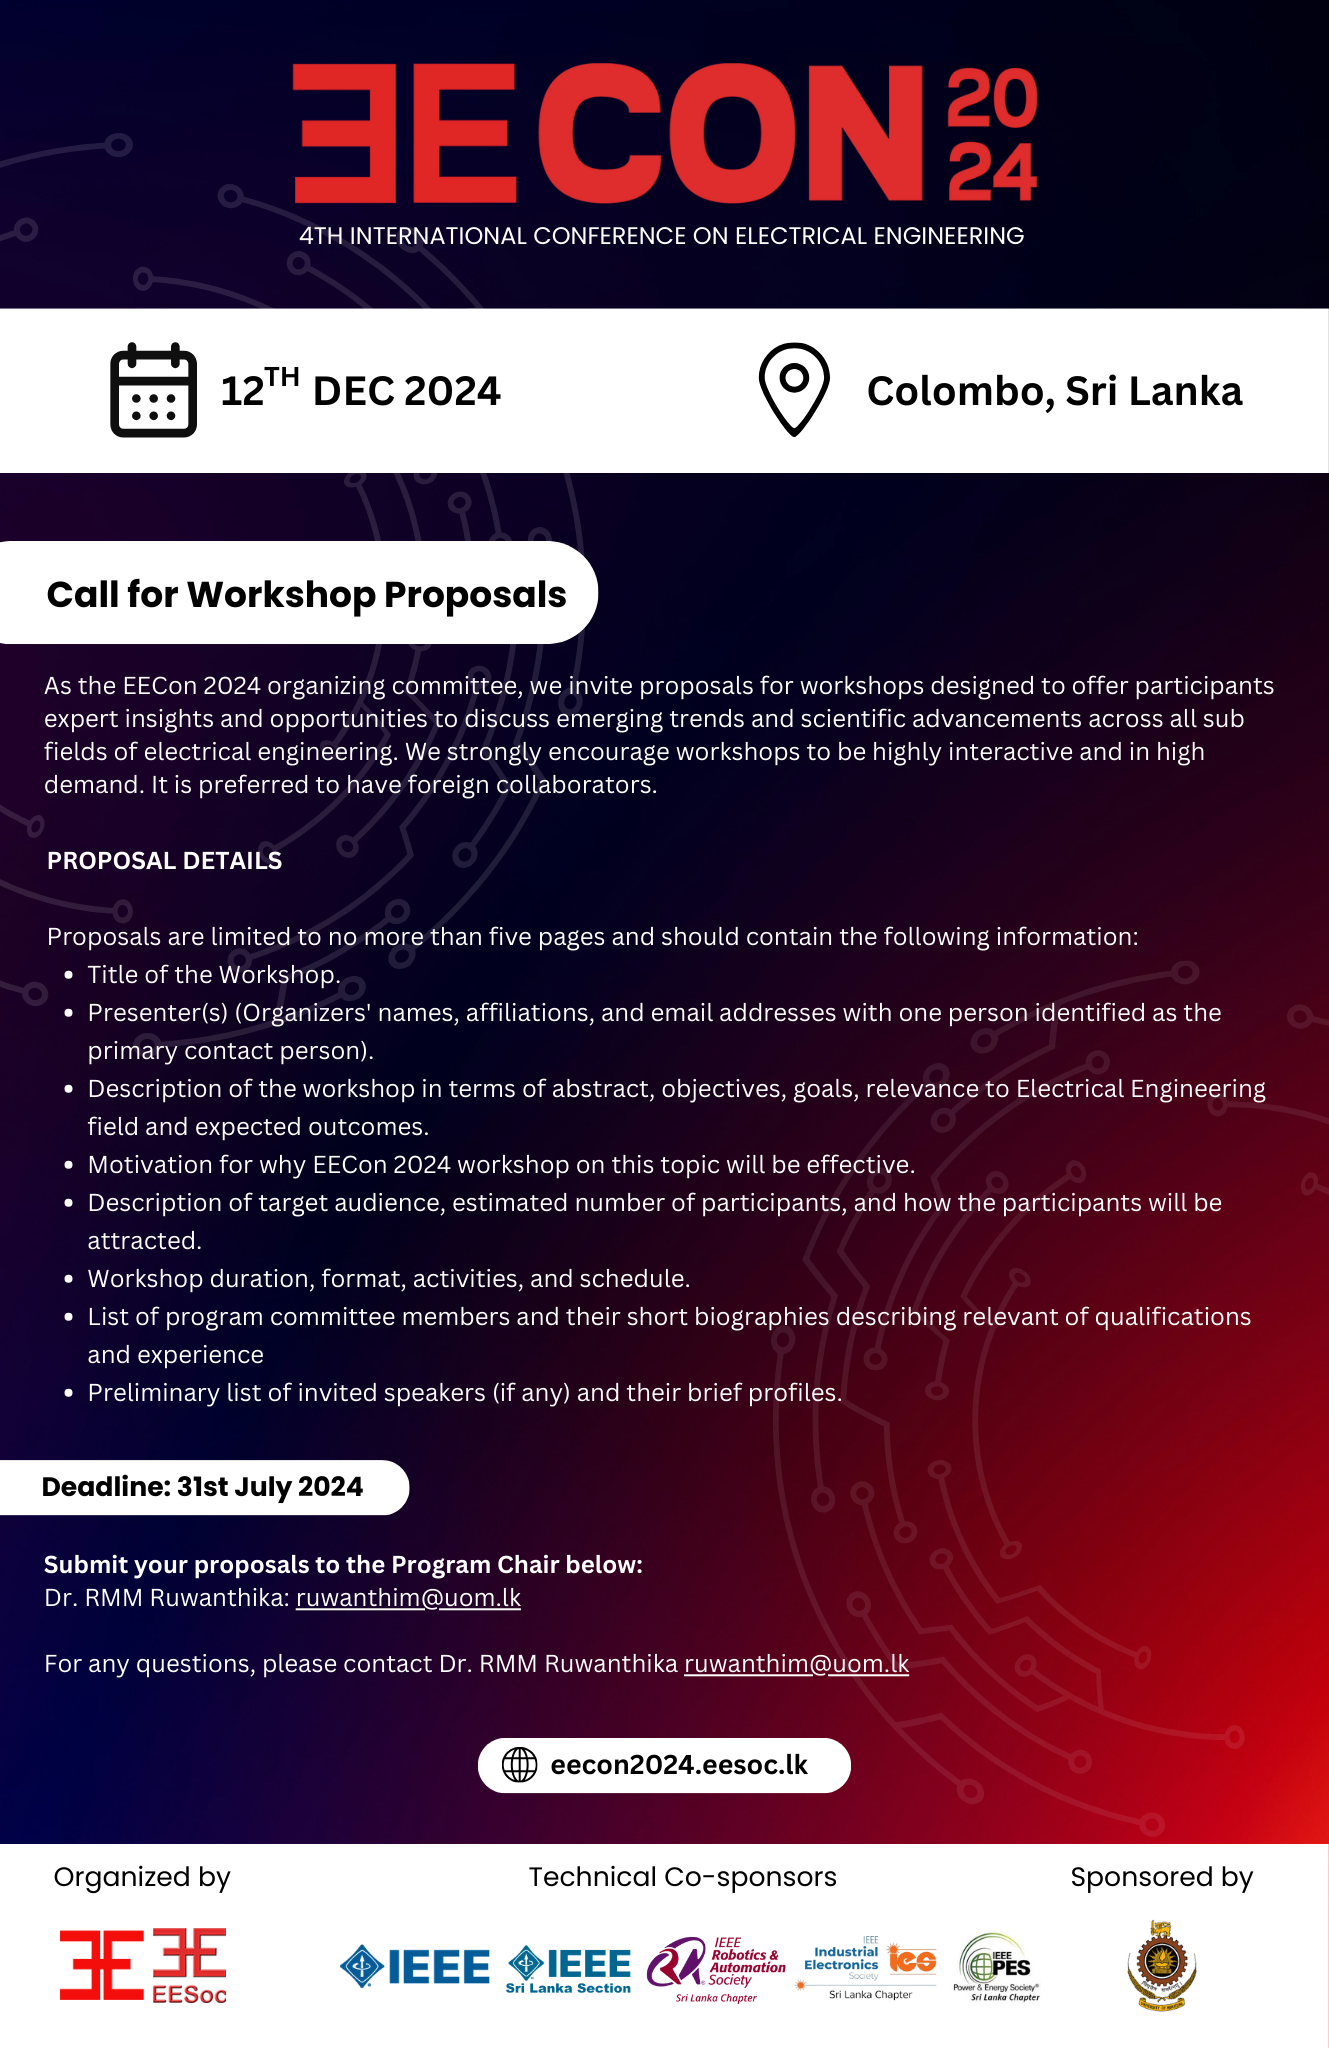 EECON 20
24
4TH INTERNATIONAL CONFERENCE ON ELECTRICAL ENGINEERING
12TH DEC 2024
Colombo, Sri Lanka
Call for Workshop Proposals
As the EECon 2024 organizing committee, we invite proposals for workshops designed to offer participants
expert insights and opportunities to discuss emerging trends and scientific advancements across all sub
fields of electrical engineering. We strongly encourage workshops to be highly interactive and in high
demand. It is preferred to have foreign collaborators.
PROPOSAL DETAILS
Proposals are limited to no more than five pages and should contain the following information:
• Title of the Workshop.
• Presenter(s) (Organizers' names, affiliations, and email addresses with one person identified as the
primary contact person).
• Description of the workshop in terms of abstract, objectives, goals, relevance to Electrical Engineering
field and expected outcomes.
• Motivation for why EECon 2024 workshop on this topic will be effective.
• Description of target audience, estimated number of participants, and how the participants will be
attracted.
• Workshop duration, format, activities, and schedule.
• List of program committee members and their short biographies describing relevant of qualifications
and experience
• Preliminary list of invited speakers (if any) and their brief profiles.
Deadline: 31st July 2024
Submit your proposals to the Program Chair below:
Dr. RMM Ruwanthika: ruwanthim@uom.lk
For any questions, please contact Dr. RMM Ruwanthika ruwanthim@uom.lk
eecon2024.eesoc.lk
Organized by
EE
EE
EESoc
Technical Co-sponsors
IEEE
IEEE
Sri Lanka Section
RA
IEEE
Robotics &
Automation
Society
Sri Lanka Chapter
IEEE
Industrial
Electronics
Society
ies
Sri Lanka Chapter
IEEE
PES
Power & Energy Society®
Sri Lanka Chapter
Sponsored by